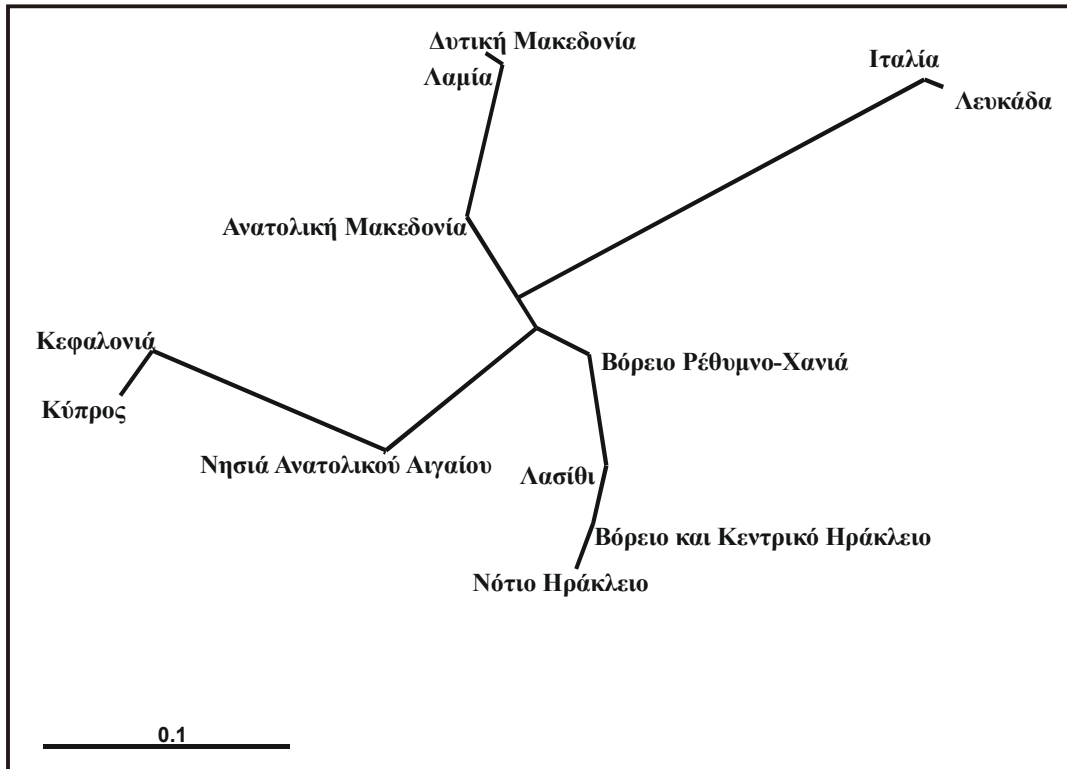 Δυτική Μακεδονία
Λαμία
Ιταλία
Λευκάδα
Ανατολική Μακεδονία
Κεφαλονιά
Κύπρος
Βόρειο Ρέθυμνο-Χανιά
Νησιά Ανατολικού Αιγαίου
Λασίθι
Βόρειο και Κεντρικό Ηράκλειο
Νότιο Ηράκλειο
0.1